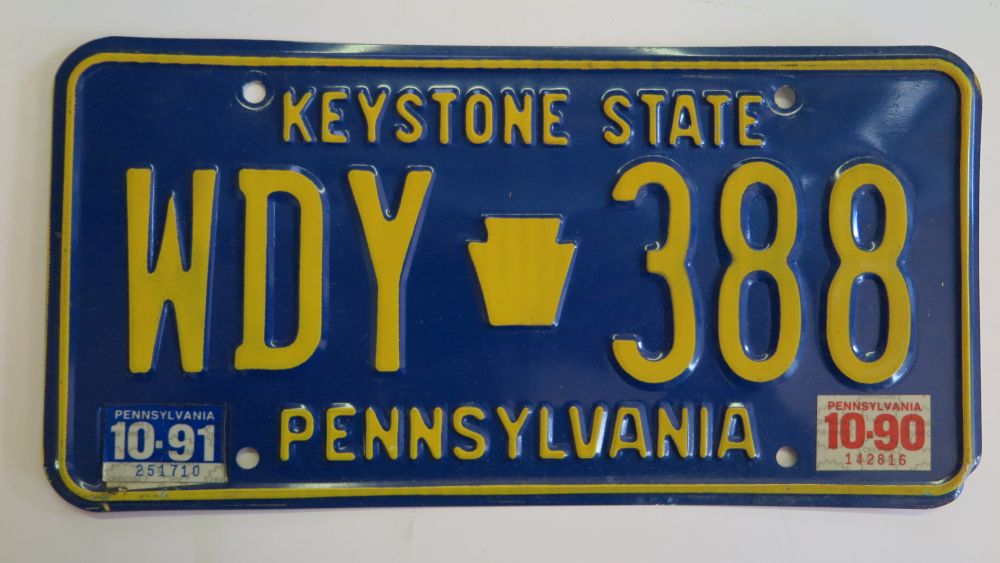 KEYSTONE STATE
WDY 388
PENNSYLVANIA
PENNSYLVANIA
10·91
251710
PENNSYLVANIA
10-90
142816